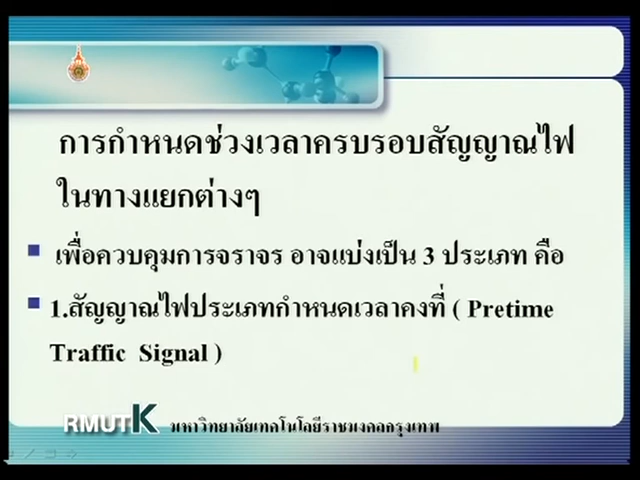 การกำหนดช่วงเวลาครบรอบสัญญาณไฟ
ในทางแยกต่างๆ
เพื่อควบคุมการจราจร อาจแบ่งเป็น 3 ประเภท คือ
1.สัญญาณไฟประเภทกำหนดเวลาคงที่ ( Pretime
Traffic Signal )
RMUTK มหาวิทยาลัยเทคโนโลยีราชมงคลกรุงเทพ